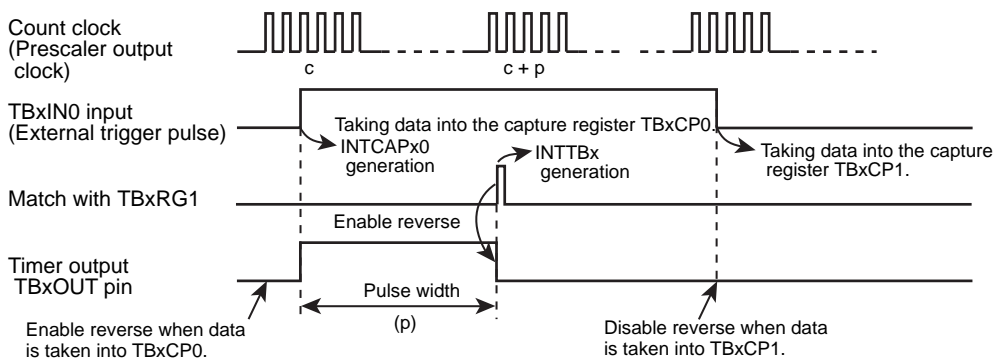 Count clock
(Prescaler output
clock)
c
c + p
TBxIN0 input
(External trigger pulse)
Taking data into the capture register TBxCP0.
INTCAPx0
generation
INTTBx
generation
Taking data into the capture
register TBxCP1.
Match with TBxRG1
Enable reverse
Timer output
TBxOUT pin
Pulse width
(p)
Enable reverse when data
is taken into TBxCP0.
Disable reverse when data
is taken into TBxCP1.